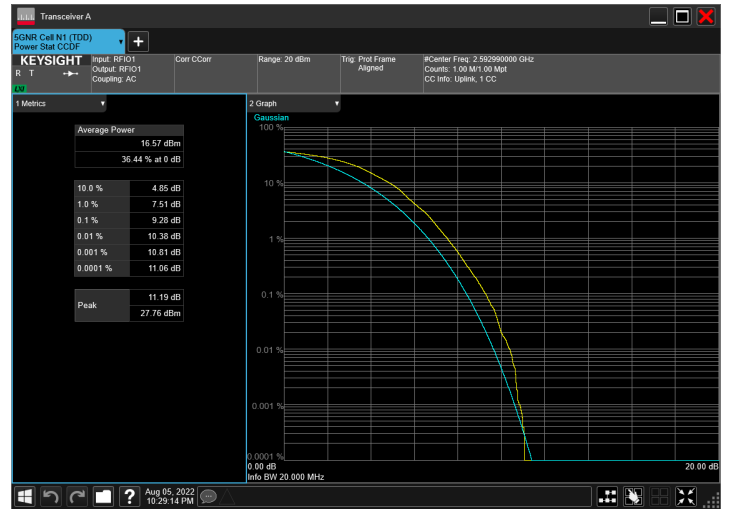 Transceiver A
5GNR Cell N1 (TDD)
Power Stat CCDF
KEYSIGHT
R T
LXI
Input: RFIO1
Output: RFIO1
Coupling: AC
Corr CCorr
Range: 20 dBm
Trig: Prot Frame
Aligned
#Center Freq: 2.592990000 GHz
Counts: 1.00 M/1.00 Mpt
CC Info: Uplink, 1 CC
1 Metrics
Average Power
16.57 dBm
36.44 % at 0 dB
10.0 % 4.85 dB
1.0 % 7.51 dB
0.1 % 9.28 dB
0.01 % 10.38 dB
0.001 % 10.81 dB
0.0001 % 11.06 dB
Peak
11.19 dB
27.76 dBm
2 Graph
Gaussian
100 %
10 %
1 %
0.1 %
0.01 %
0.001 %
0.0001 %
0.00 dB 20.00 dB
Info BW 20.000 MHz
?
Aug 05, 2022
10:29:14 PM